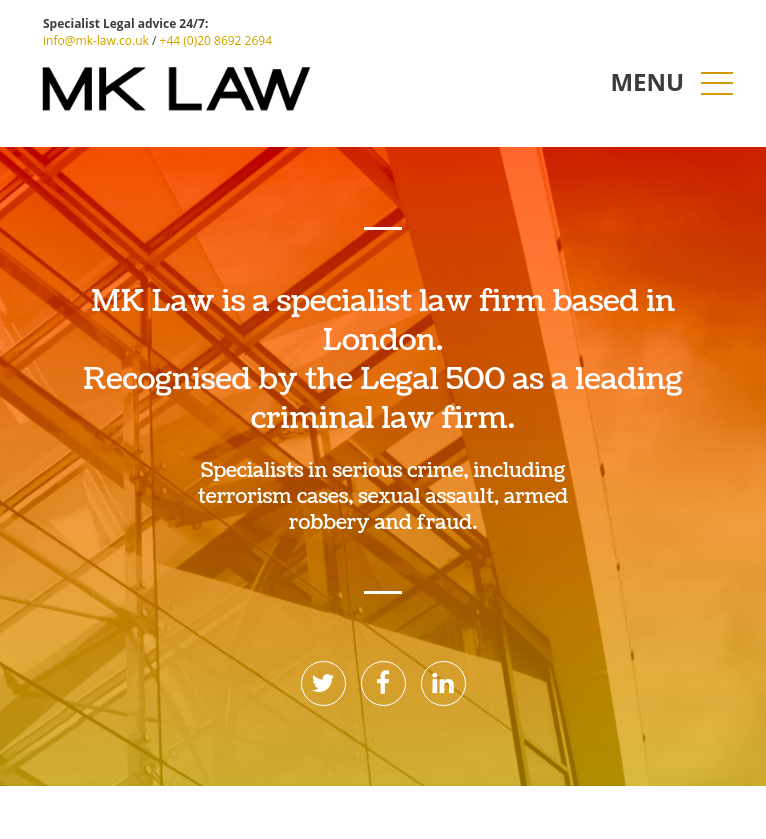 Specialist Legal advice 24/7:
info@mk-law.co.uk / +44 (0)20 8692 2694
MK LAW
MENU
MK Law is a specialist law firm based in
London.
Recognised by the Legal 500 as a leading
criminal law firm.
Specialists in serious crime, including
terrorism cases, sexual assault, armed
robbery and fraud.